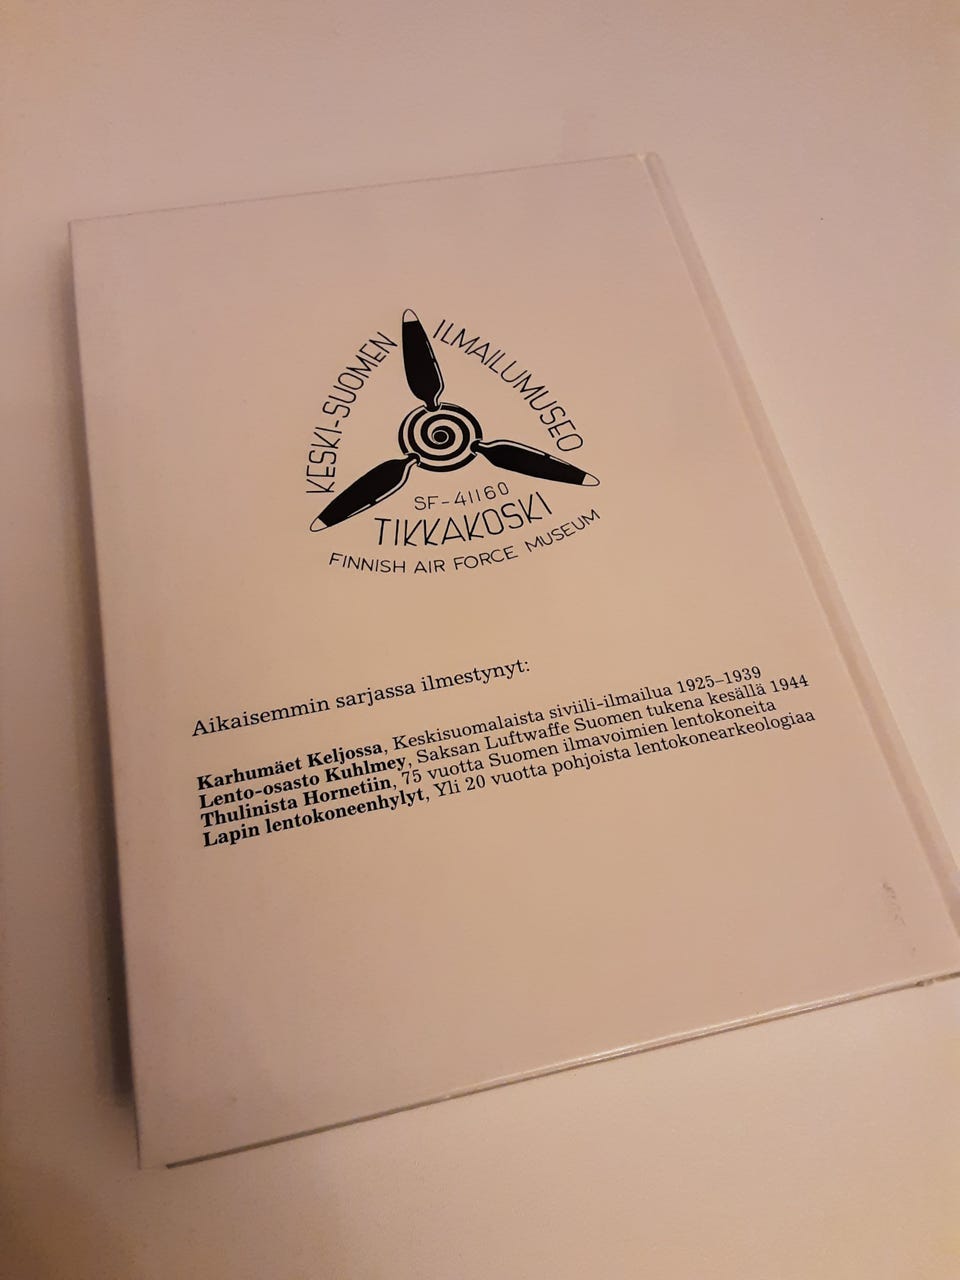 KESKI-SUOMEN ILMAILUMUSEO
SF-41160
TIKKAKOSKI
FINNISH AIR FORCE MUSEUM
Aikaisemmin sarjassa ilmestynyt:
Karhumäet Keljossa, Keskisuomalaista siviili-ilmailua 1925–1939
Lento-osasto Kuhlmey, Saksan Luftwaffe Suomen tukena kesällä 1944
Thulinista Hornetiin, 75 vuotta Suomen ilmavoimien lentokoneita
Lapin lentokoneenhylyt, Yli 20 vuotta pohjoista lentokonearkeologiaa